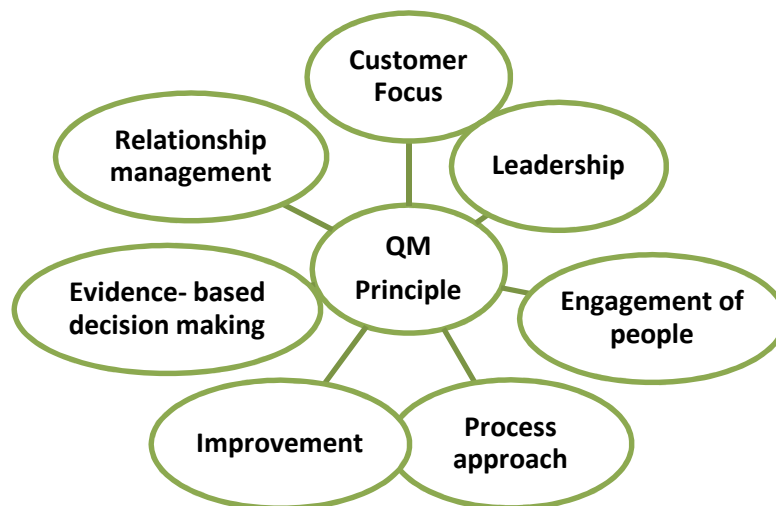 Customer
Focus
Relationship
management
Leadership
QM
Principle
Evidence- based
decision making
Engagement of
people
Improvement
Process
approach